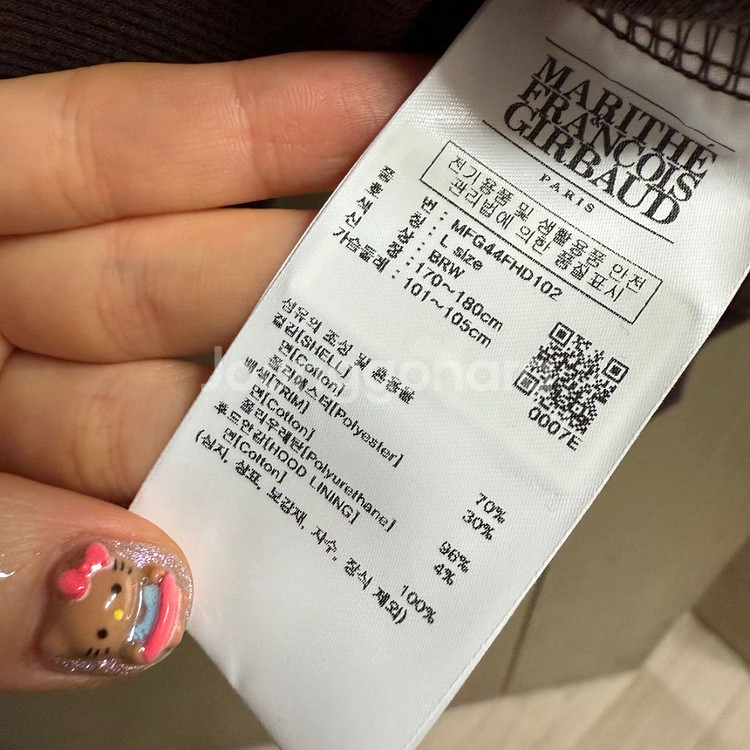 MARITHÉ
FRANÇOIS
GIRBAUD
PARIS
전기용품 및 생활용품 안전
관리법에 의한 품질표시
품 번 : MFG44FHD102
호 칭 : L size
색 상 : BRW
신 장 : 170~180cm
가슴둘레 : 101~105cm
0007E
섬유의 조성 및 혼용율
겉감[SHELL]
면[Cotton] 70%
폴리에스터[Polyester] 30%
배색[TRIM]
면[Cotton] 96%
폴리우레탄[Polyurethane] 4%
후드안감[HOOD LINING]
면[Cotton] 100%
(심지, 상표, 보강재, 자수, 장식 제외)